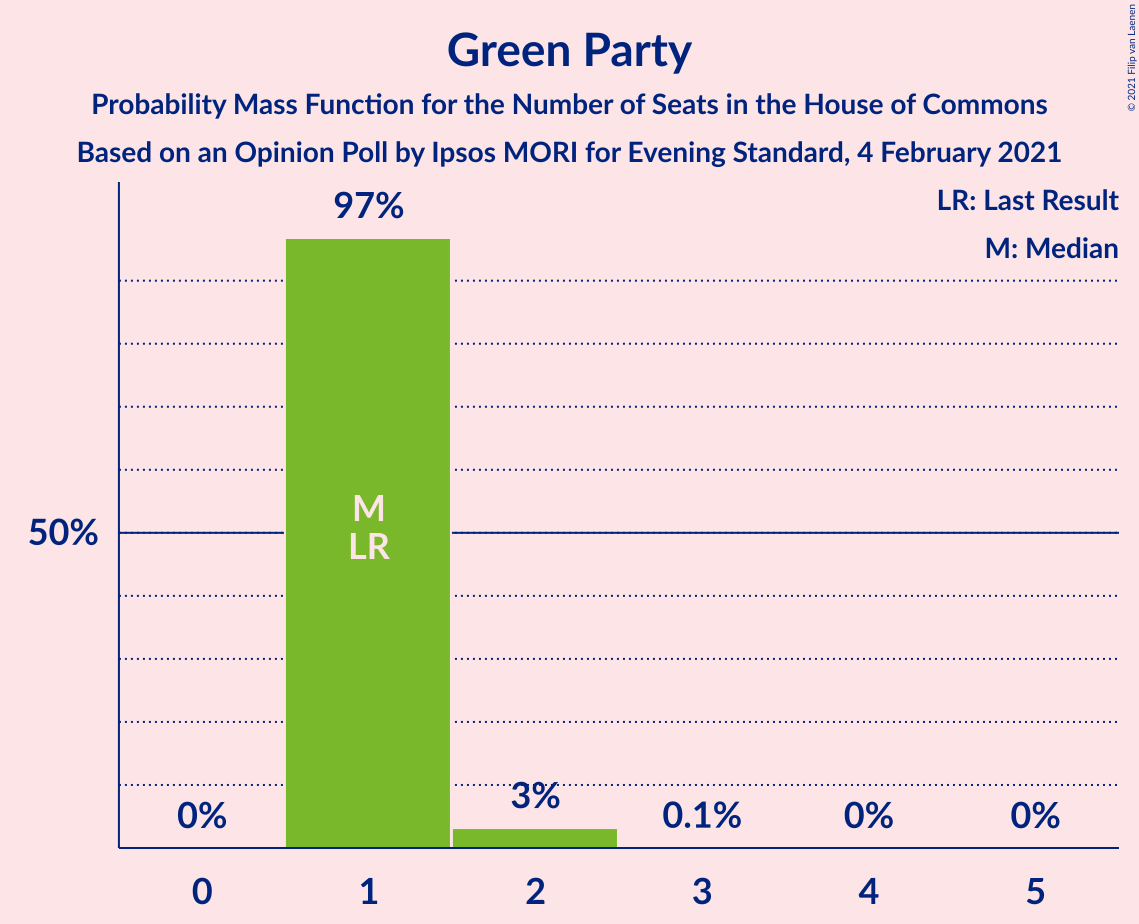 Green Party
Probability Mass Function for the Number of Seats in the House of Commons
Based on an Opinion Poll by Ipsos MORI for Evening Standard, 4 February 2021
© 2021 Filip van Laenen
LR: Last Result
M: Median
97%
M
LR
50%
0%
3%
0.1%
0%
0%
0 1 2 3 4 5